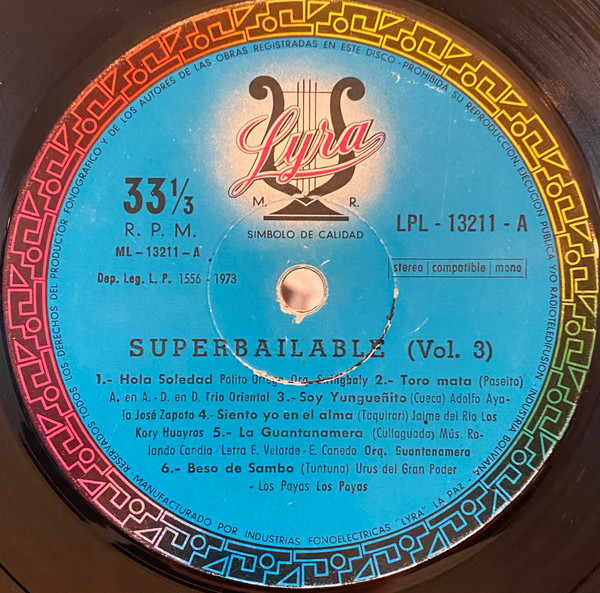 RESERVADOS TODOS LOS DERECHOS DEL PRODUCTOR FONOGRAFICO Y DE LOS AUTORES DE LAS OBRAS REGISTRADAS EN ESTE DISCO - PROHIBIDA SU REPRODUCCION EJECUCION PUBLICA Y/O RADIOTELEDIFUSION - INDUSTRIA BOLIVIANA
Lyra
M. R.
SIMBOLO DE CALIDAD
33 1/3
R. P. M.
ML - 13211 - A
LPL - 13211 - A
Dep. Leg. L. P. 1556 - 1973
stereo | compatible | mono
SUPERBAILABLE (Vol. 3)
1.- Hola Soledad Palito Ortega Orq. Swingbaly 2.- Toro mata (Paseito)
A. en A. - D. en D. Trio Oriental 3.- Soy Yungueñito (Cueca) Adolfo Aya-
la José Zapata 4.- Siento yo en el alma (Taquirari) Jaime del Rio Los
Kory Huayras 5.- La Guantanamera (Cullaguada) Mús. Ro-
lando Candia - Letra E. Velarde - E. Canedo Orq. Guantanamera
6.- Beso de Sambo (Tuntuna) Urus del Gran Poder
- Los Payas Los Payas
MANUFACTURADO POR INDUSTRIAS FONOELECTRICAS "LYRA" LA PAZ -